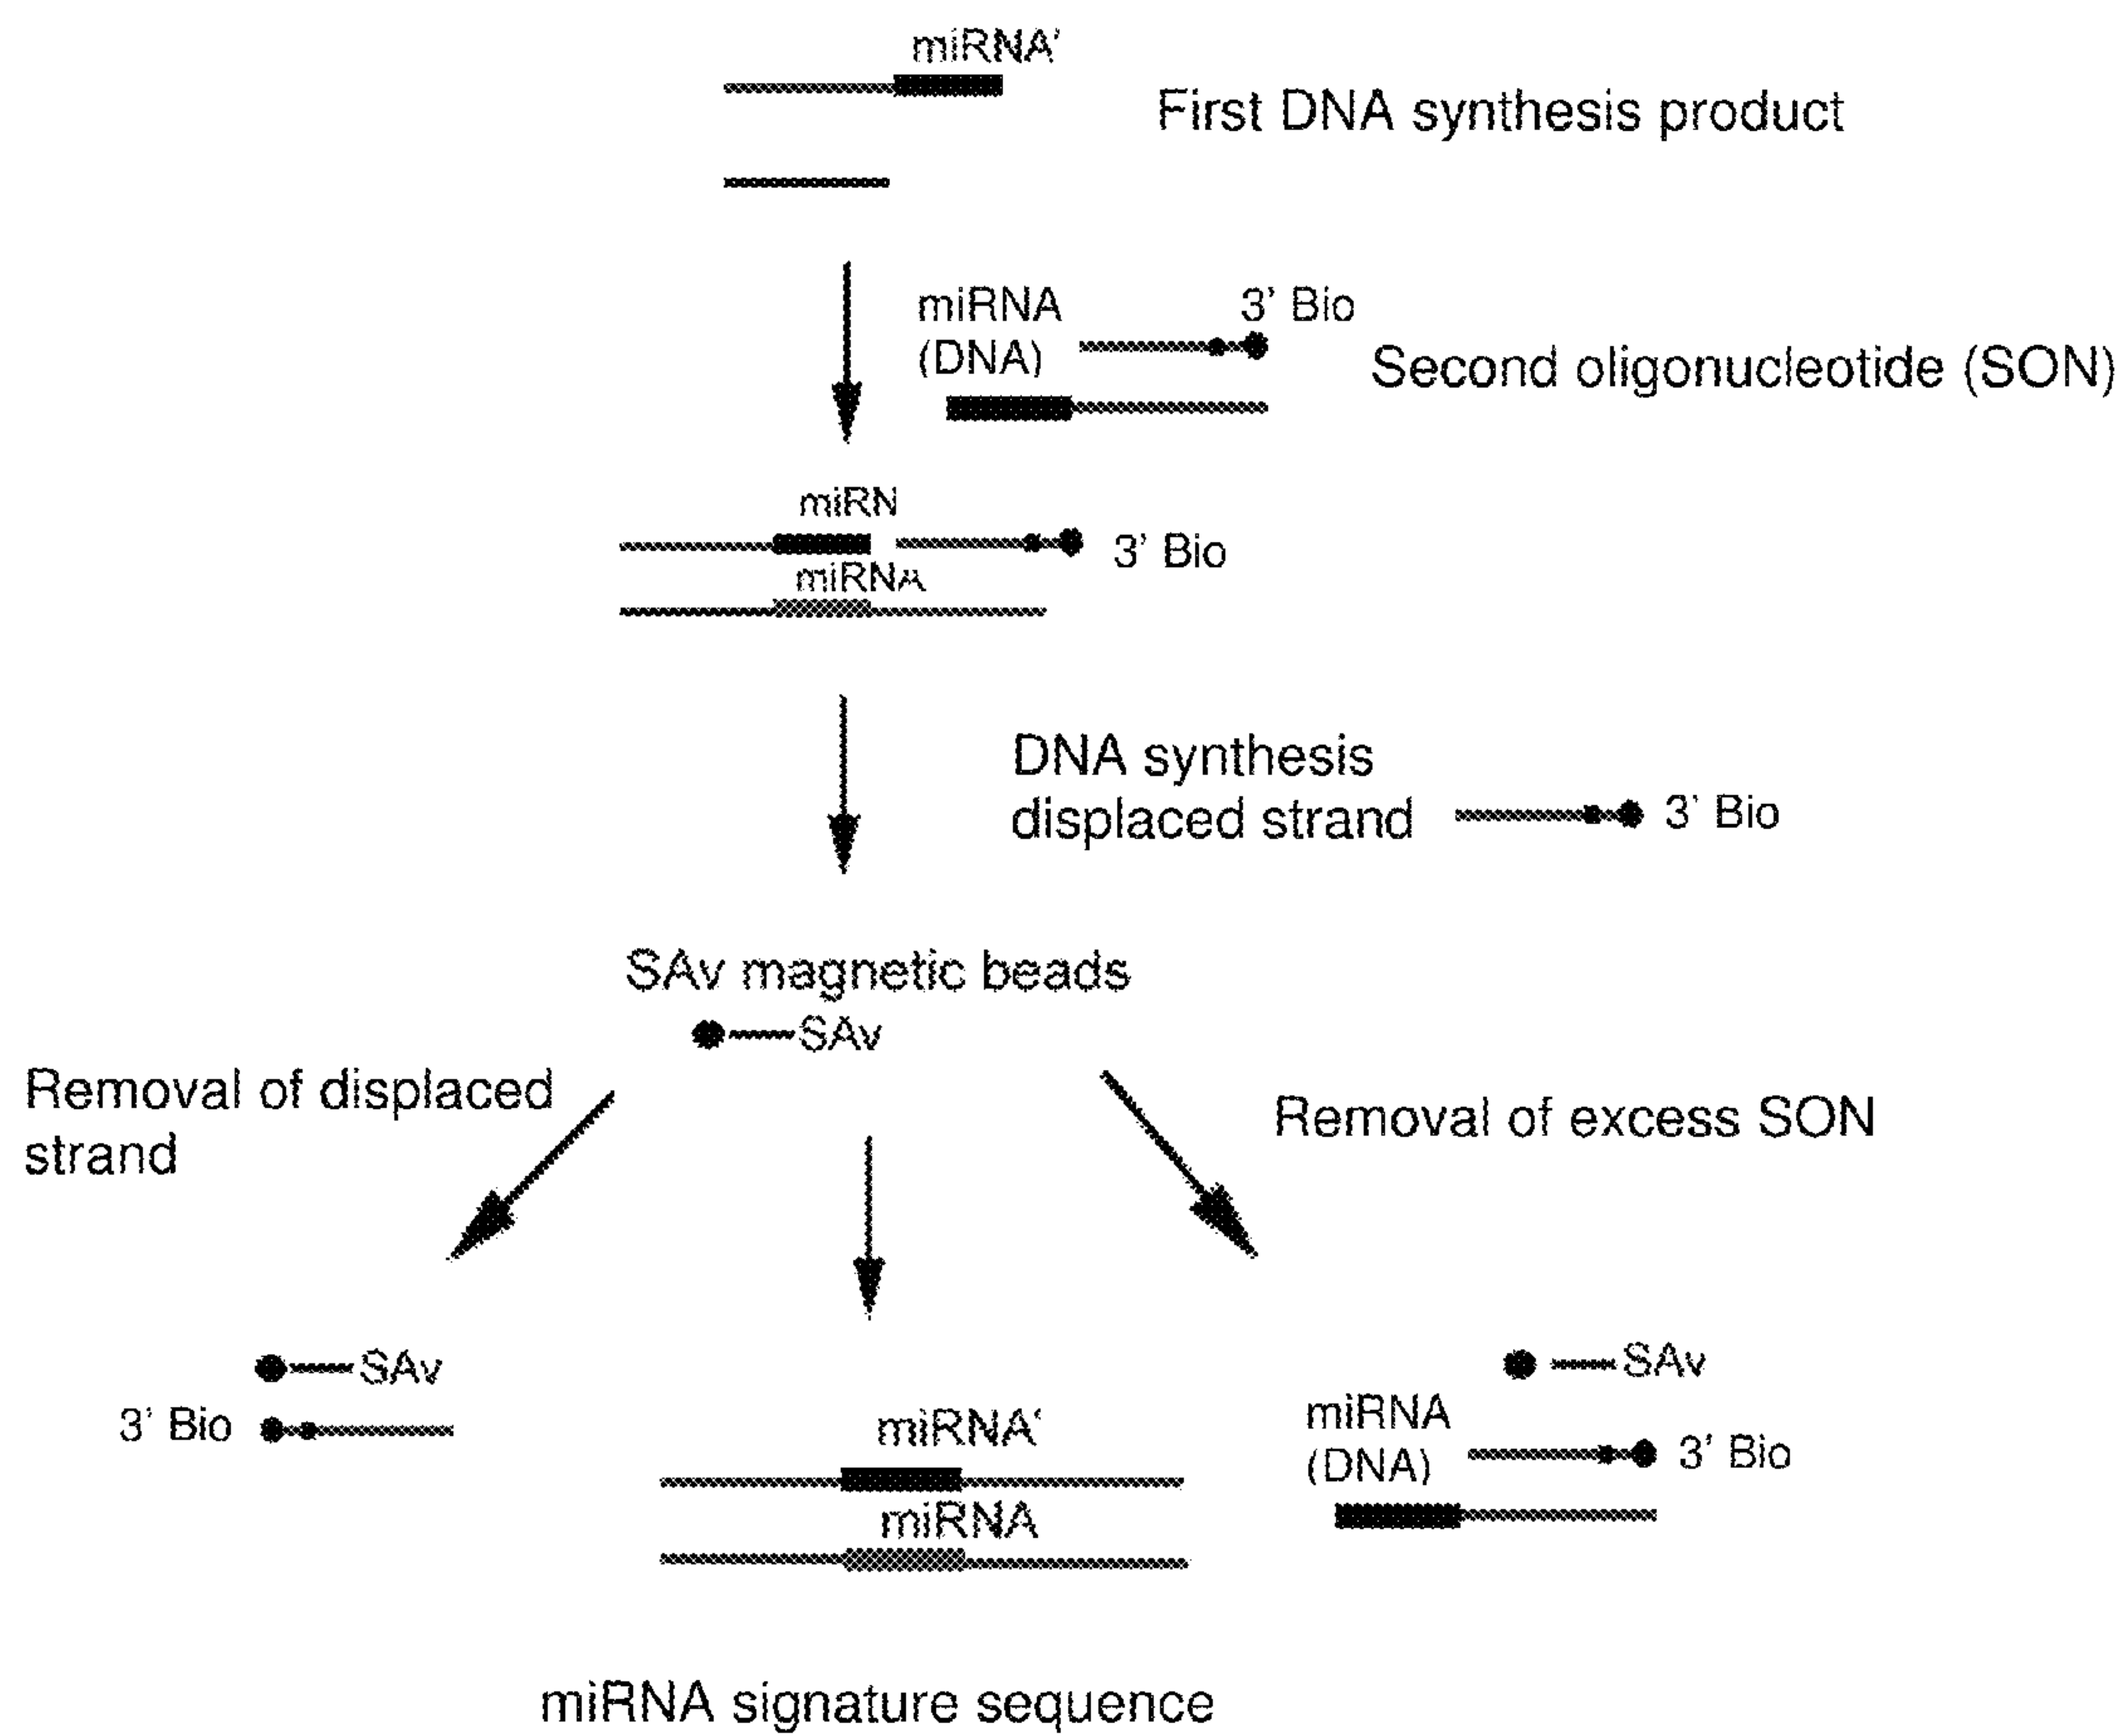 miRNA'
First DNA synthesis product
miRNA
(DNA)
3' Bio
Second oligonucleotide (SON)
miRN
3' Bio
miRNA
DNA synthesis
displaced strand
3' Bio
SAv magnetic beads
SAv
Removal of displaced
strand
Removal of excess SON
SAv
3' Bio
miRNA'
miRNA
SAv
miRNA
(DNA)
3' Bio
miRNA signature sequence